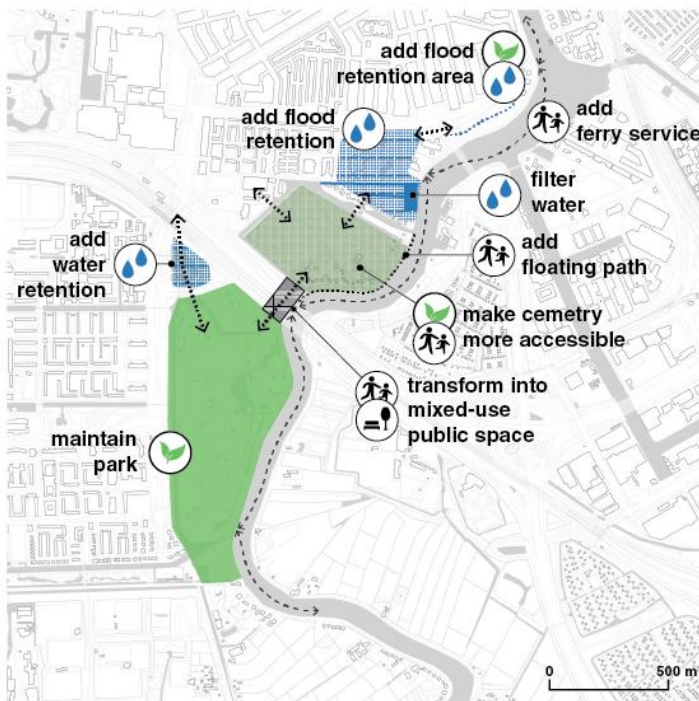 add flood
retention area
add flood
retention
add
ferry service
filter
water
add
water
retention
add
floating path
make cemetry
more accessible
transform into
mixed-use
public space
maintain
park
0
500 m